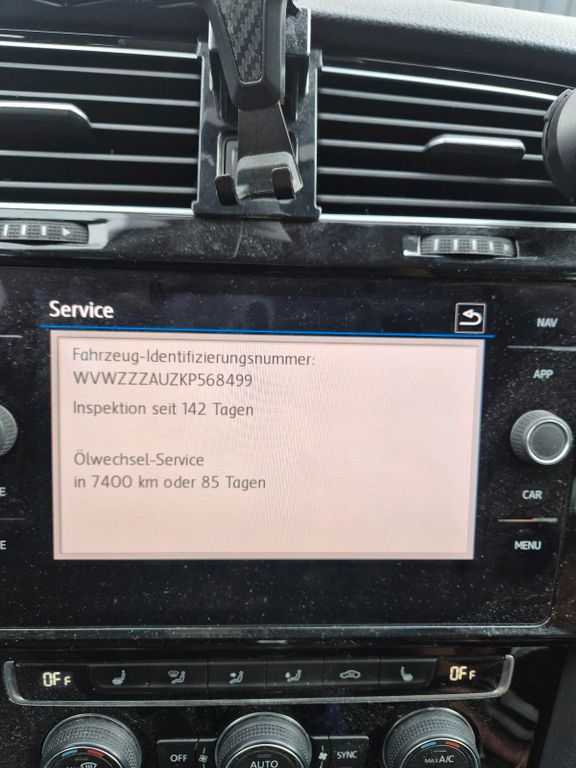 Service
NAV
Fahrzeug-Identifizierungsnummer:
WVWZZZAUZKP568499
APP
Inspektion seit 142 Tagen
Ölwechsel-Service
in 7400 km oder 85 Tagen
CAR
MENU
OFF
OFF
OFF
AUTO
SYNC
MAX A/C